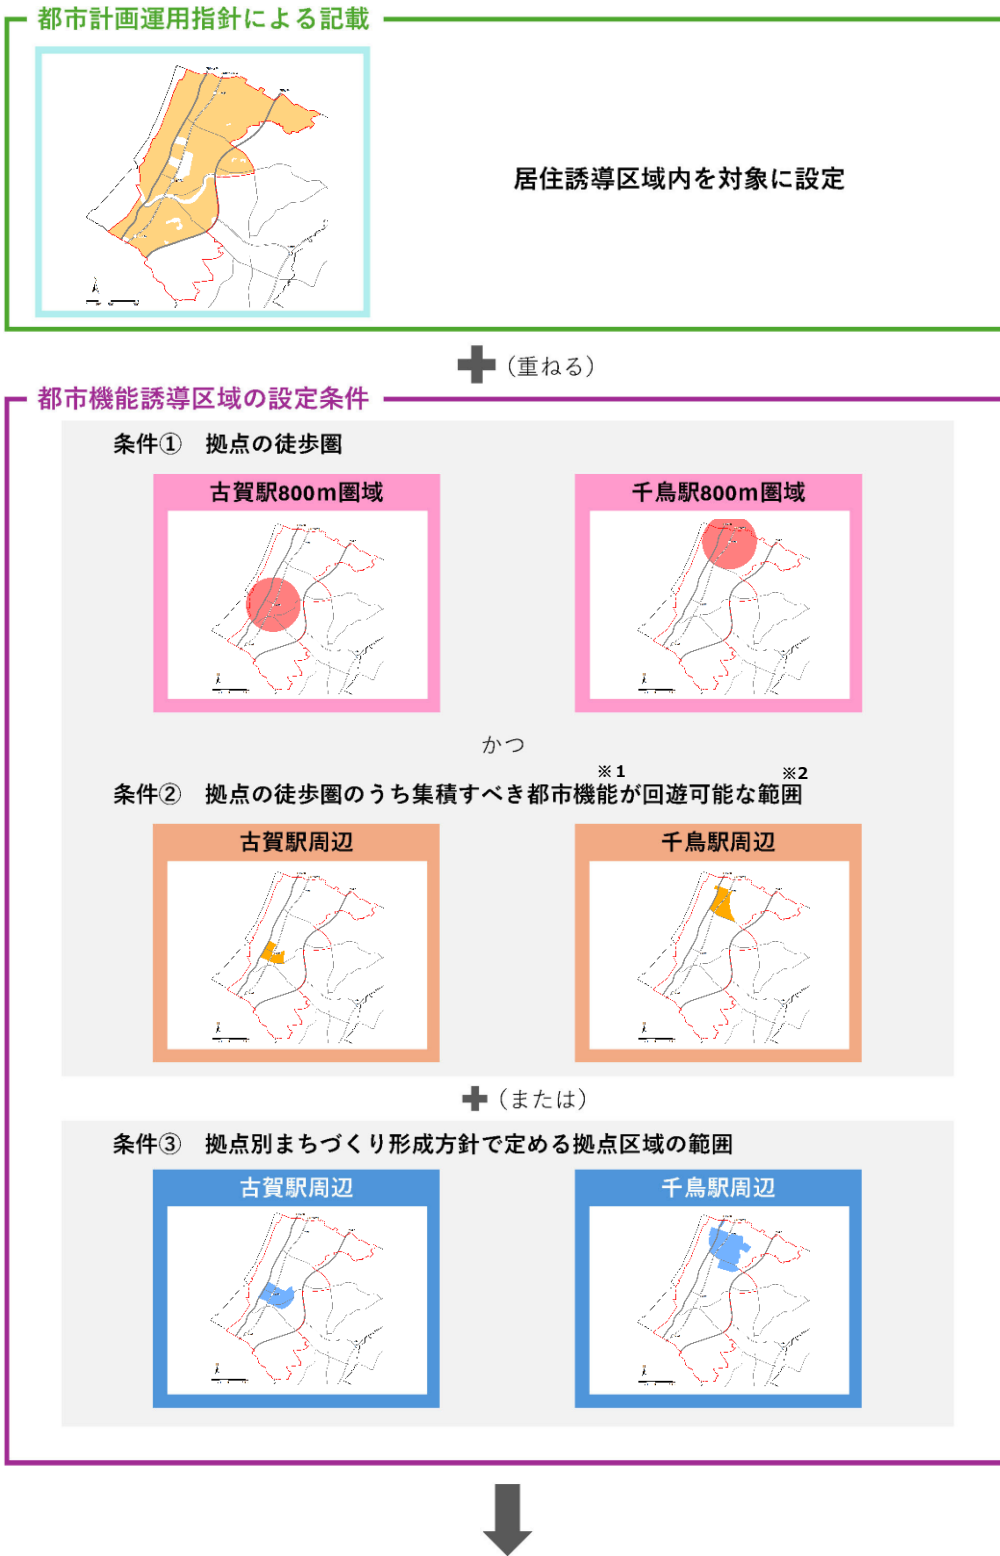 都市計画運用指針による記載
居住誘導区域内を対象に設定
（重ねる）
都市機能誘導区域の設定条件
条件① 拠点の徒歩圏
古賀駅800m圏域
千鳥駅800m圏域
かつ
※1 ※2
条件② 拠点の徒歩圏のうち集積すべき都市機能が回遊可能な範囲
古賀駅周辺
千鳥駅周辺
（または）
条件③ 拠点別まちづくり形成方針で定める拠点区域の範囲
古賀駅周辺
千鳥駅周辺